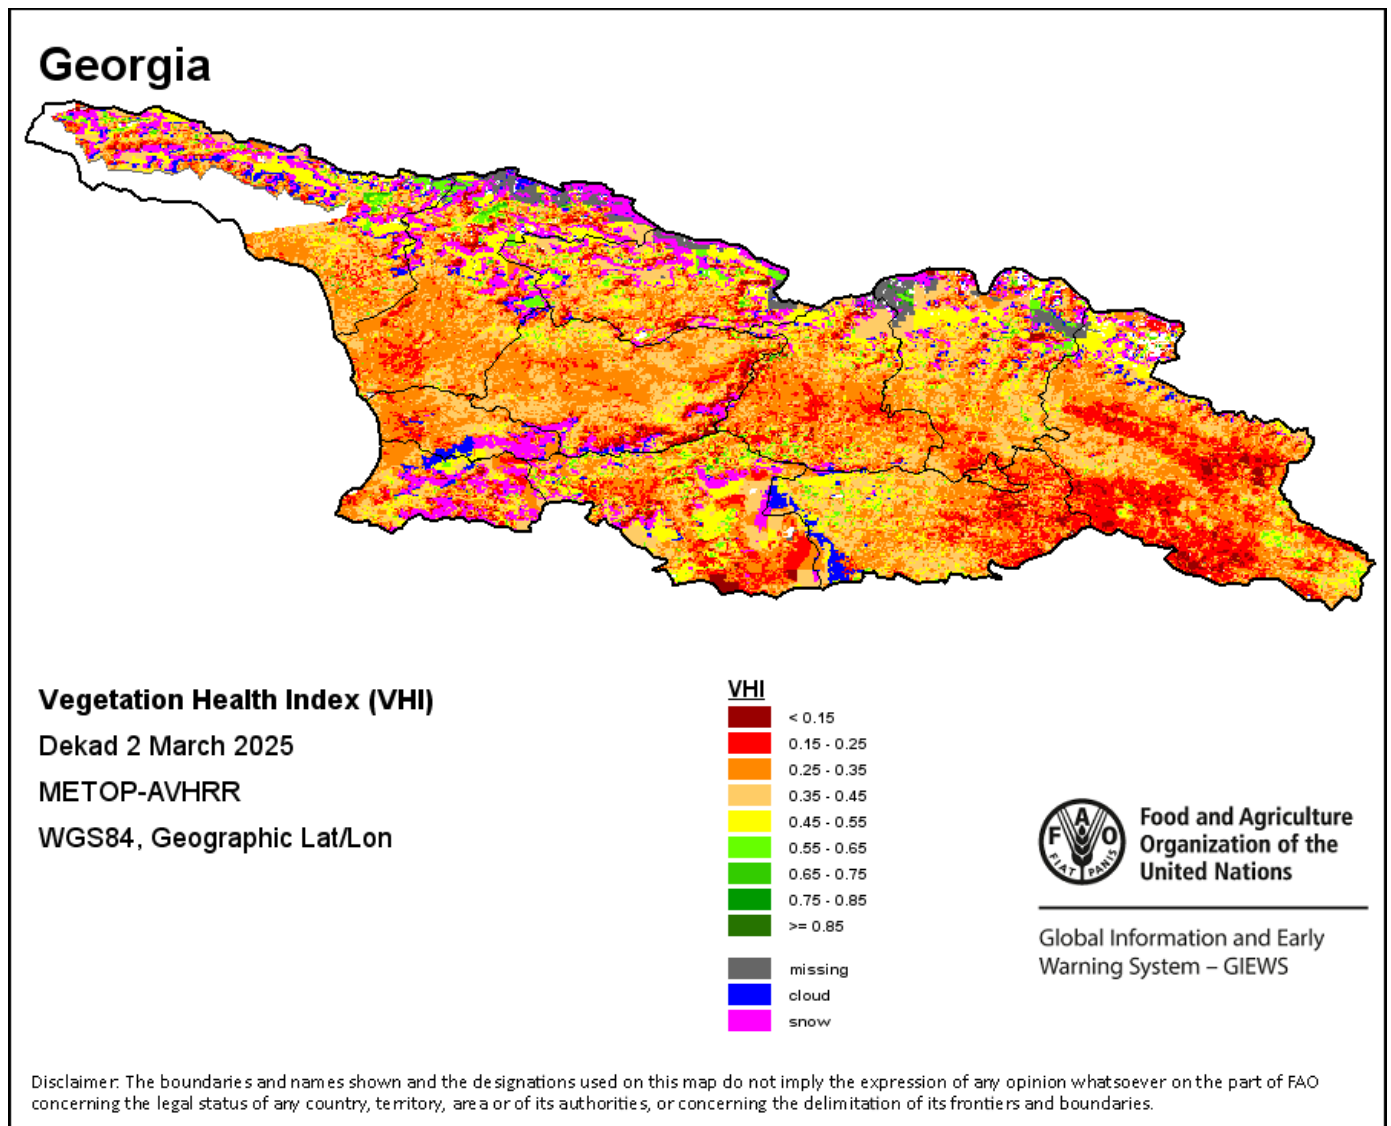 Georgia
Vegetation Health Index (VHI)
Dekad 2 March 2025
METOP-AVHRR
WGS84, Geographic Lat/Lon
VHI
< 0.15
0.15 - 0.25
0.25 - 0.35
0.35 - 0.45
0.45 - 0.55
0.55 - 0.65
0.65 - 0.75
0.75 - 0.85
>= 0.85
missing
cloud
snow
F A O
FIAT PANIS
Food and Agriculture
Organization of the
United Nations
Global Information and Early
Warning System – GIEWS
Disclaimer: The boundaries and names shown and the designations used on this map do not imply the expression of any opinion whatsoever on the part of FAO
concerning the legal status of any country, territory, area or of its authorities, or concerning the delimitation of its frontiers and boundaries.